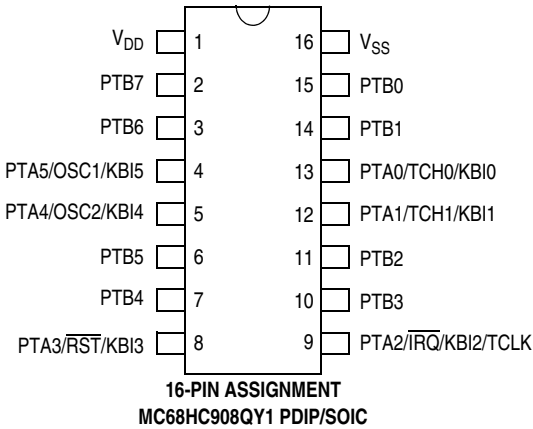 V_DD 1 16 V_SS
PTB7 2 15 PTB0
PTB6 3 14 PTB1
PTA5/OSC1/KBI5 4 13 PTA0/TCH0/KBI0
PTA4/OSC2/KBI4 5 12 PTA1/TCH1/KBI1
PTB5 6 11 PTB2
PTB4 7 10 PTB3
PTA3/R̅S̅T̅/KBI3 8 9 PTA2/I̅R̅Q̅/KBI2/TCLK
16-PIN ASSIGNMENT
MC68HC908QY1 PDIP/SOIC